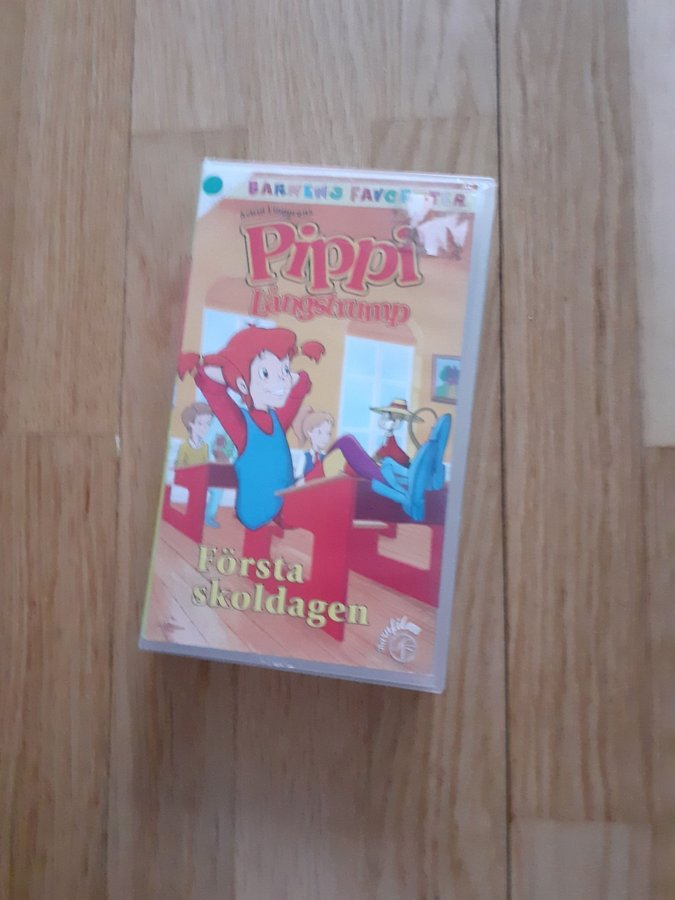 BARNENS FAVORITER
Astrid Lindgrens
Pippi
Långstrump
Första
skoldagen